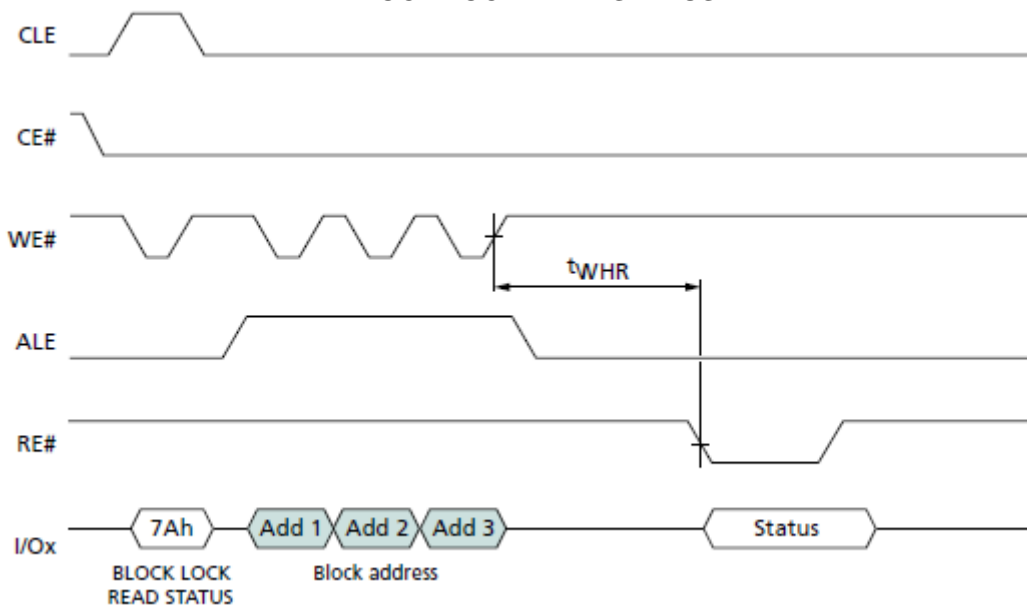 CLE
CE#
WE#
tWHR
ALE
RE#
I/Ox
7Ah
Add 1
Add 2
Add 3
Status
BLOCK LOCK
READ STATUS
Block address